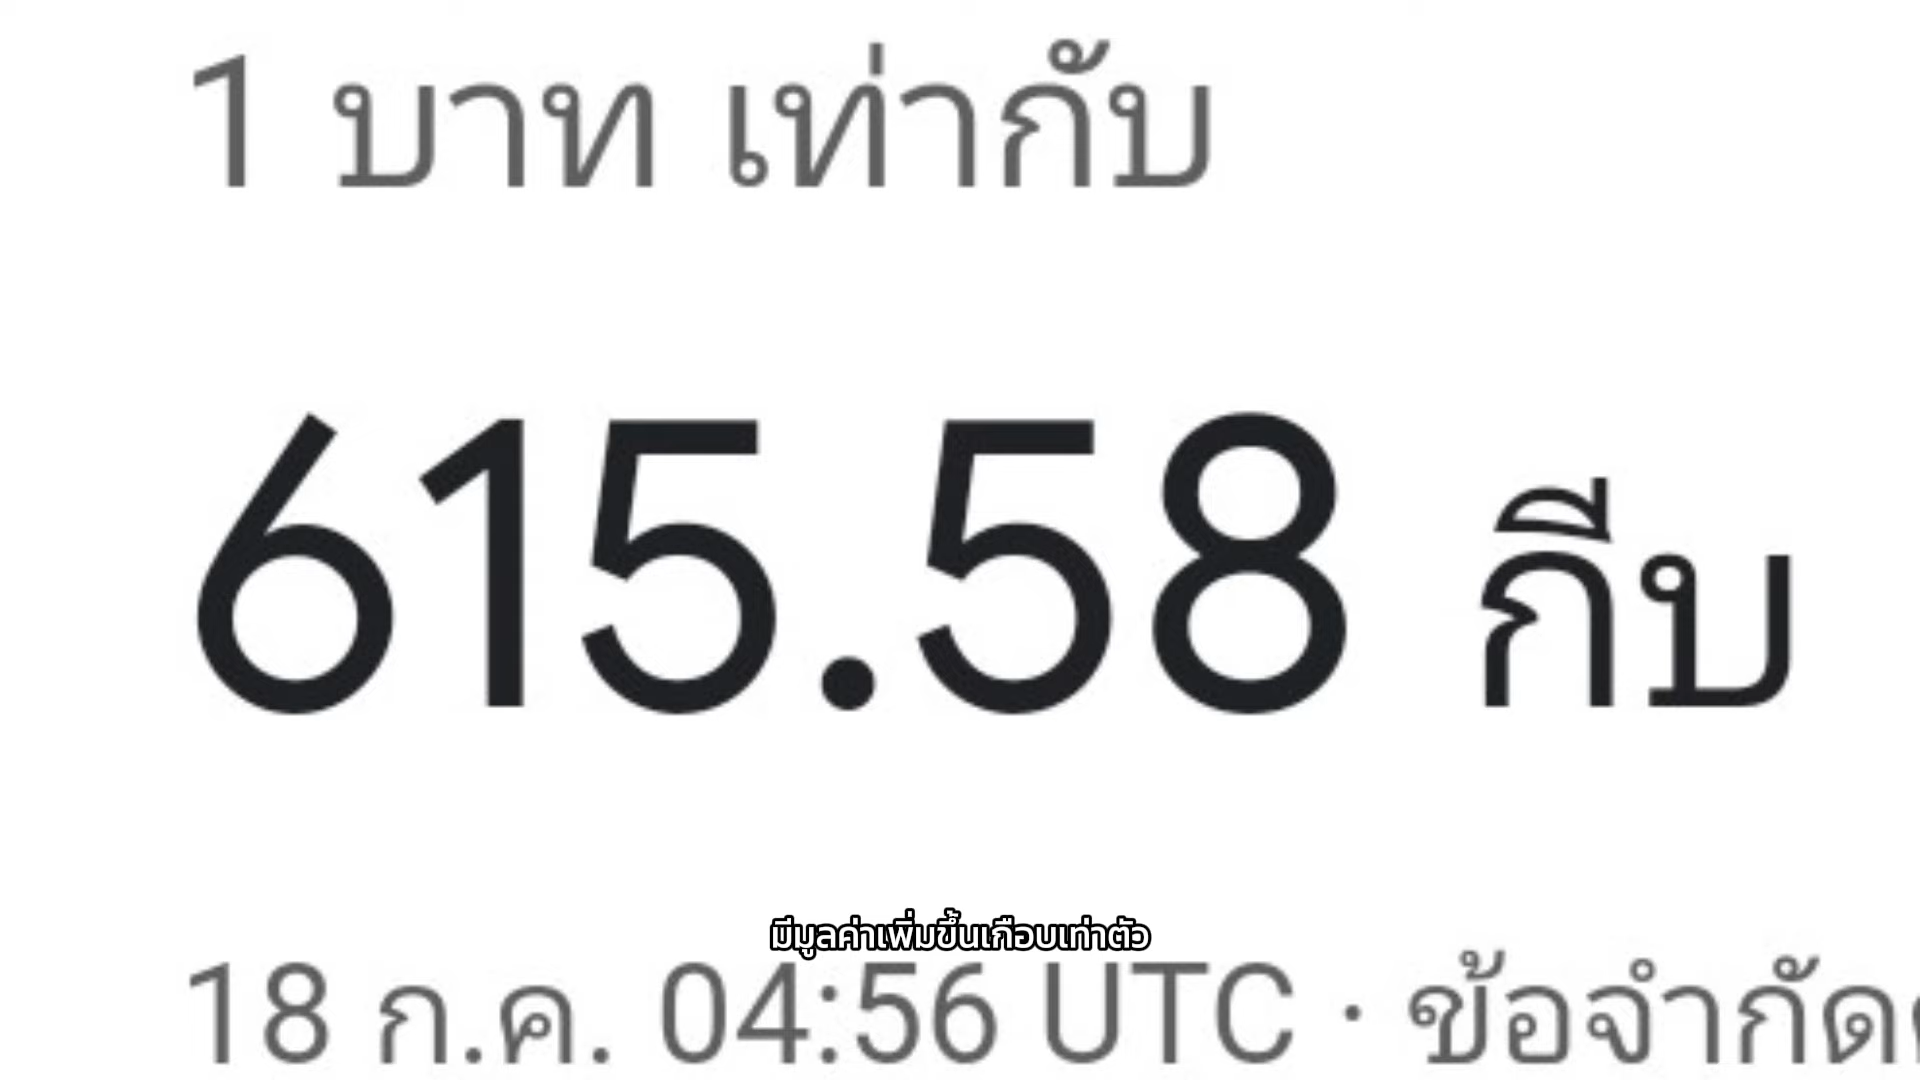 1 บาท เท่ากับ
615.58 กีบ
มีมูลค่าเพิ่มขึ้นเกือบเท่าตัว
18 ก.ค. 04:56 UTC · ข้อจำกัด